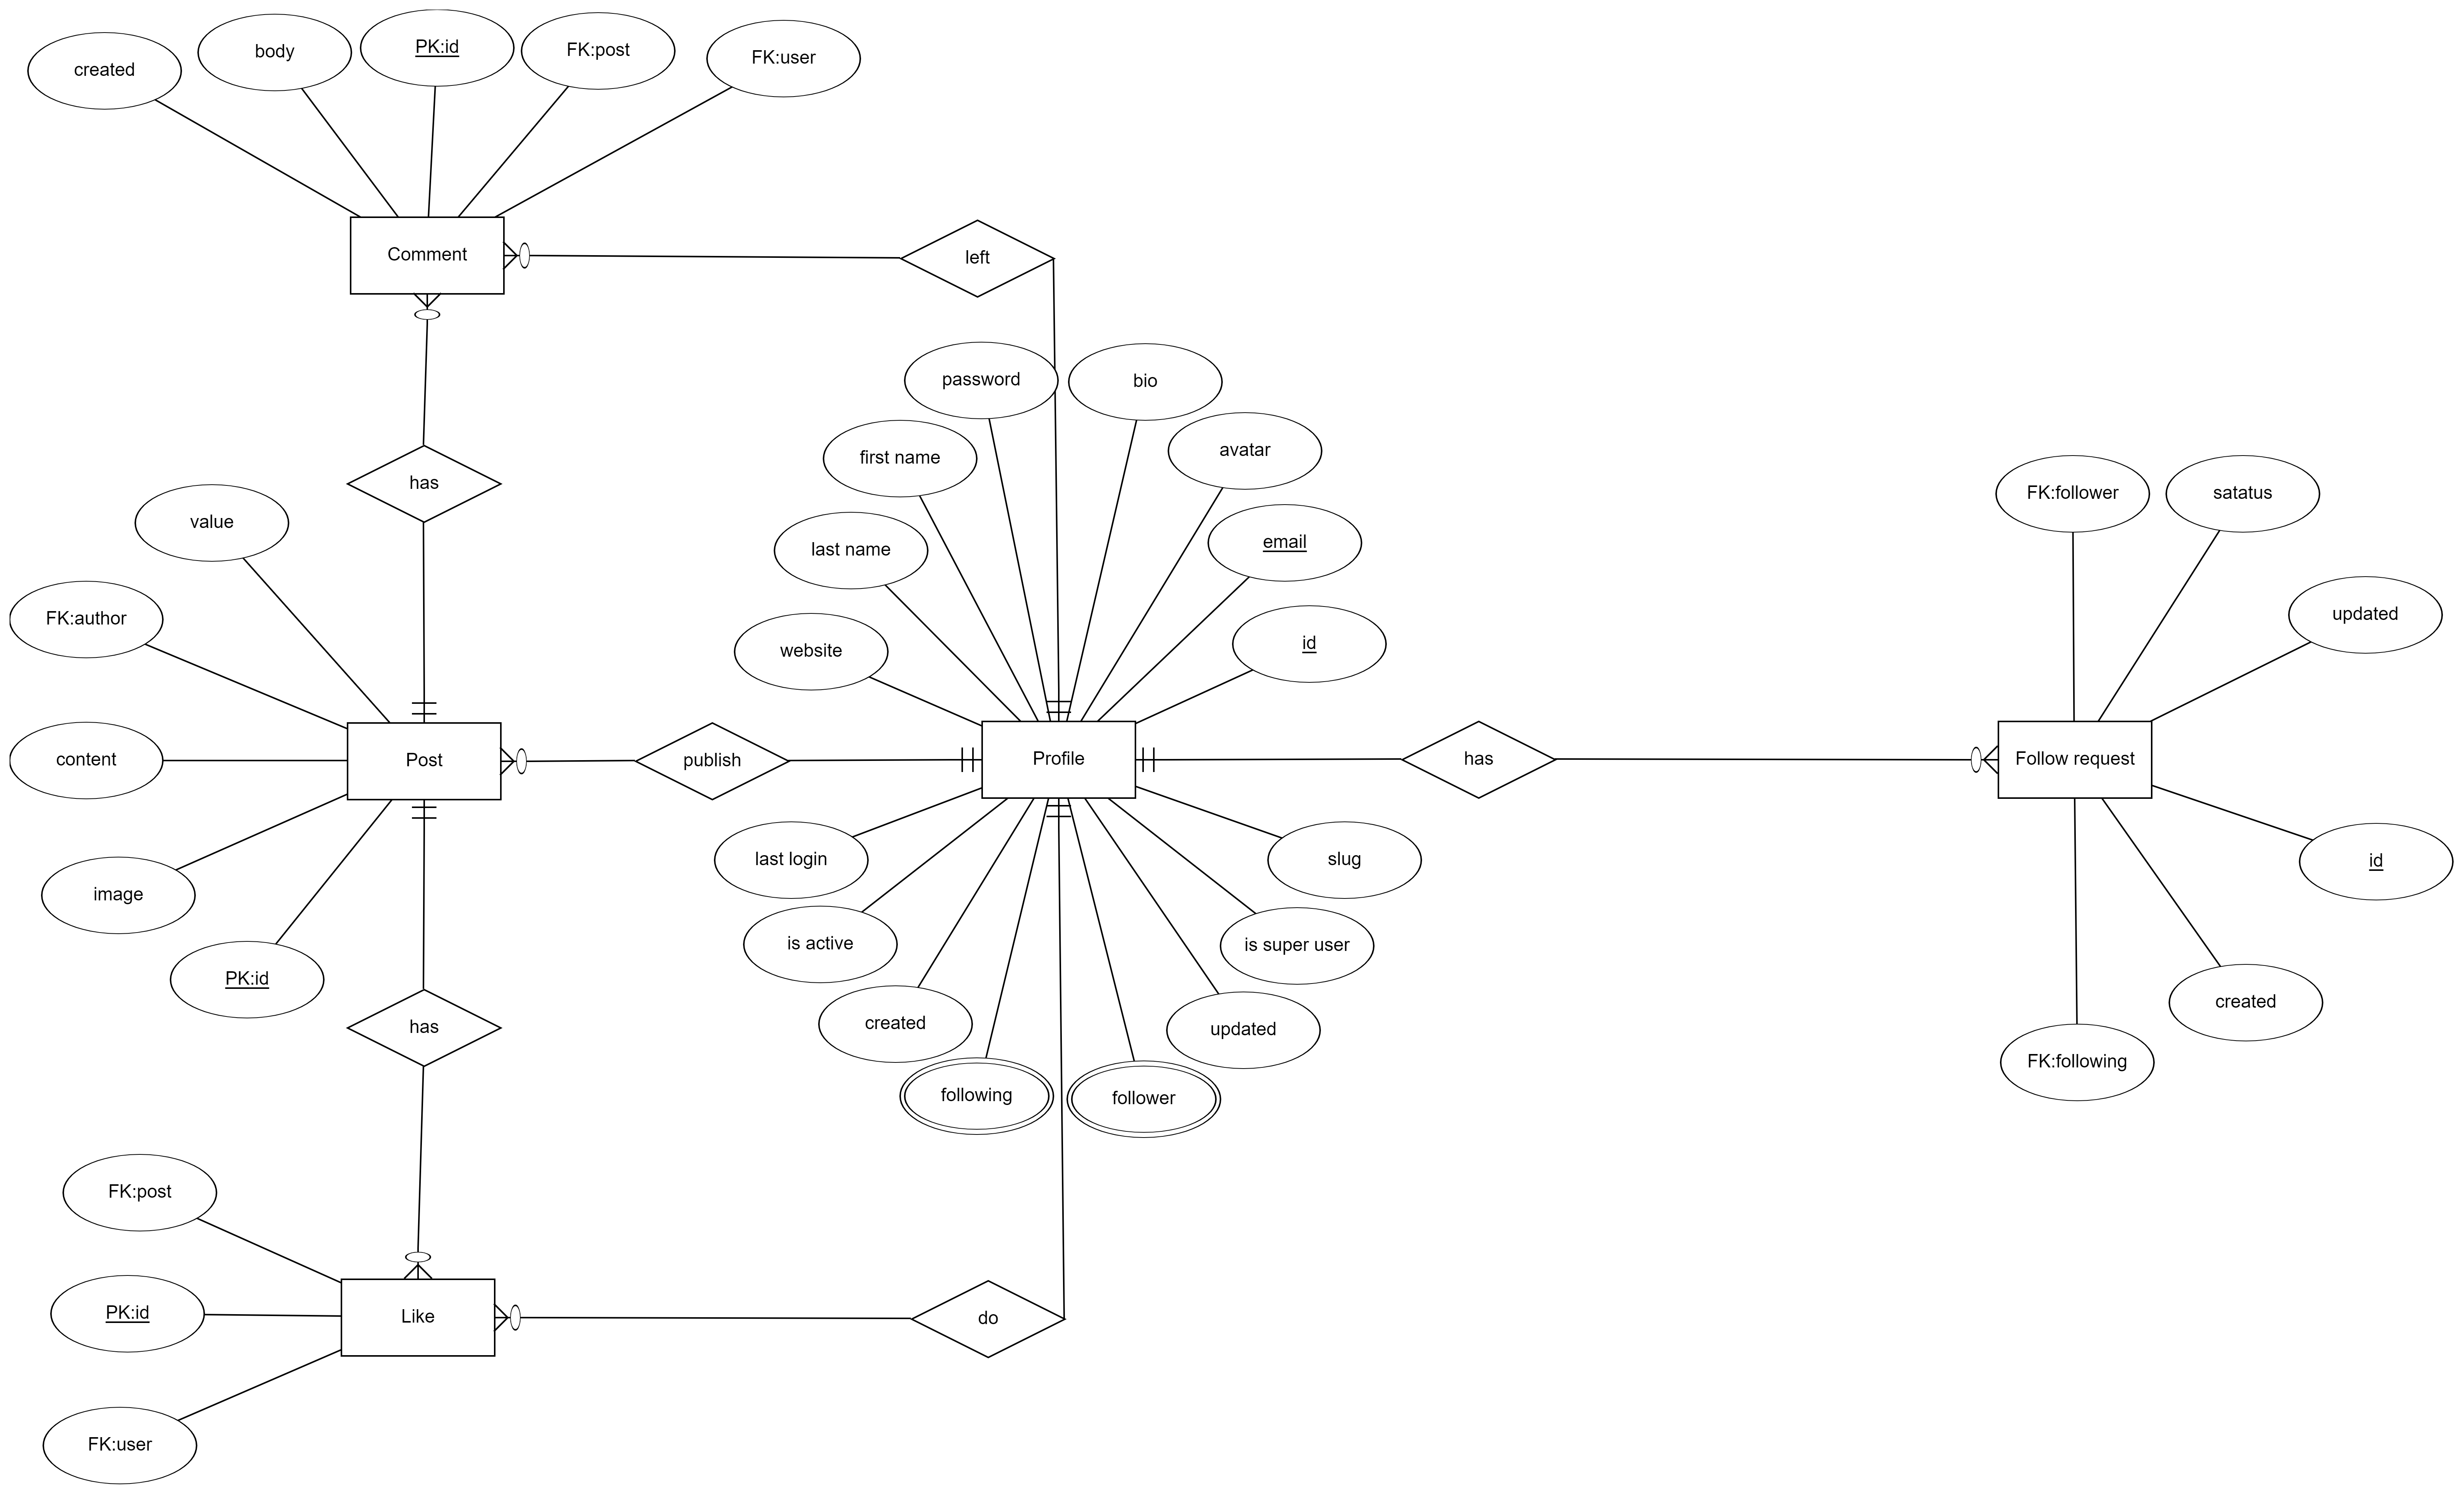 created
body
PK:id
FK:post
FK:user
Comment
left
has
password
bio
first name
avatar
last name
email
website
id
value
FK:author
content
Post
image
PK:id
publish
Profile
has
FK:follower
satatus
updated
Follow request
id
created
FK:following
last login
slug
is active
is super user
created
updated
following
follower
has
FK:post
PK:id
FK:user
Like
do